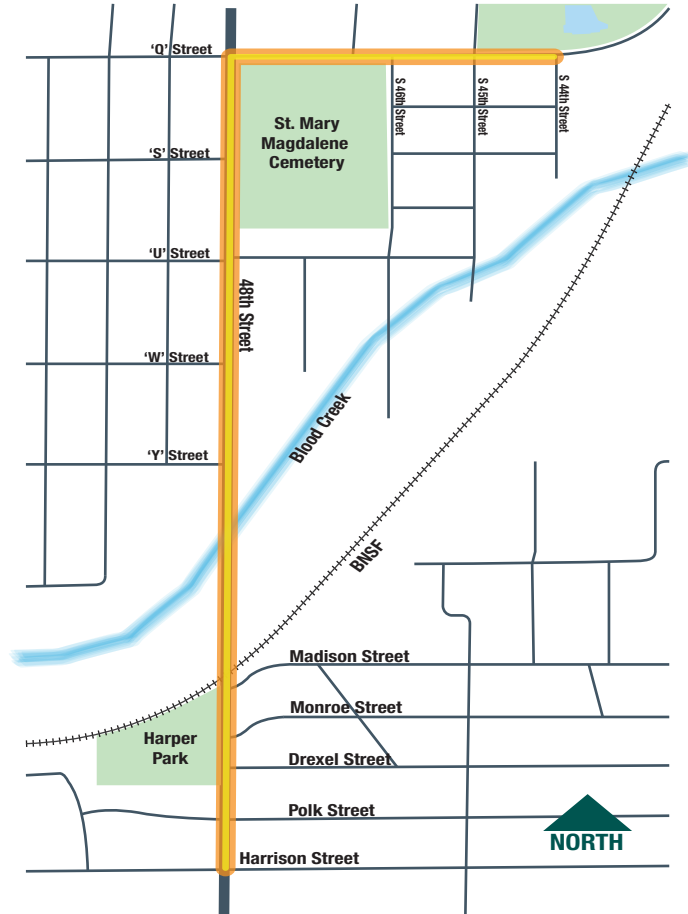 'Q' Street
S 46th Street
S 45th Street
S 44th Street
St. Mary
Magdalene
Cemetery
'S' Street
'U' Street
48th Street
'W' Street
Blood Creek
'Y' Street
BNSF
Madison Street
Monroe Street
Harper
Park
Drexel Street
Polk Street
NORTH
Harrison Street